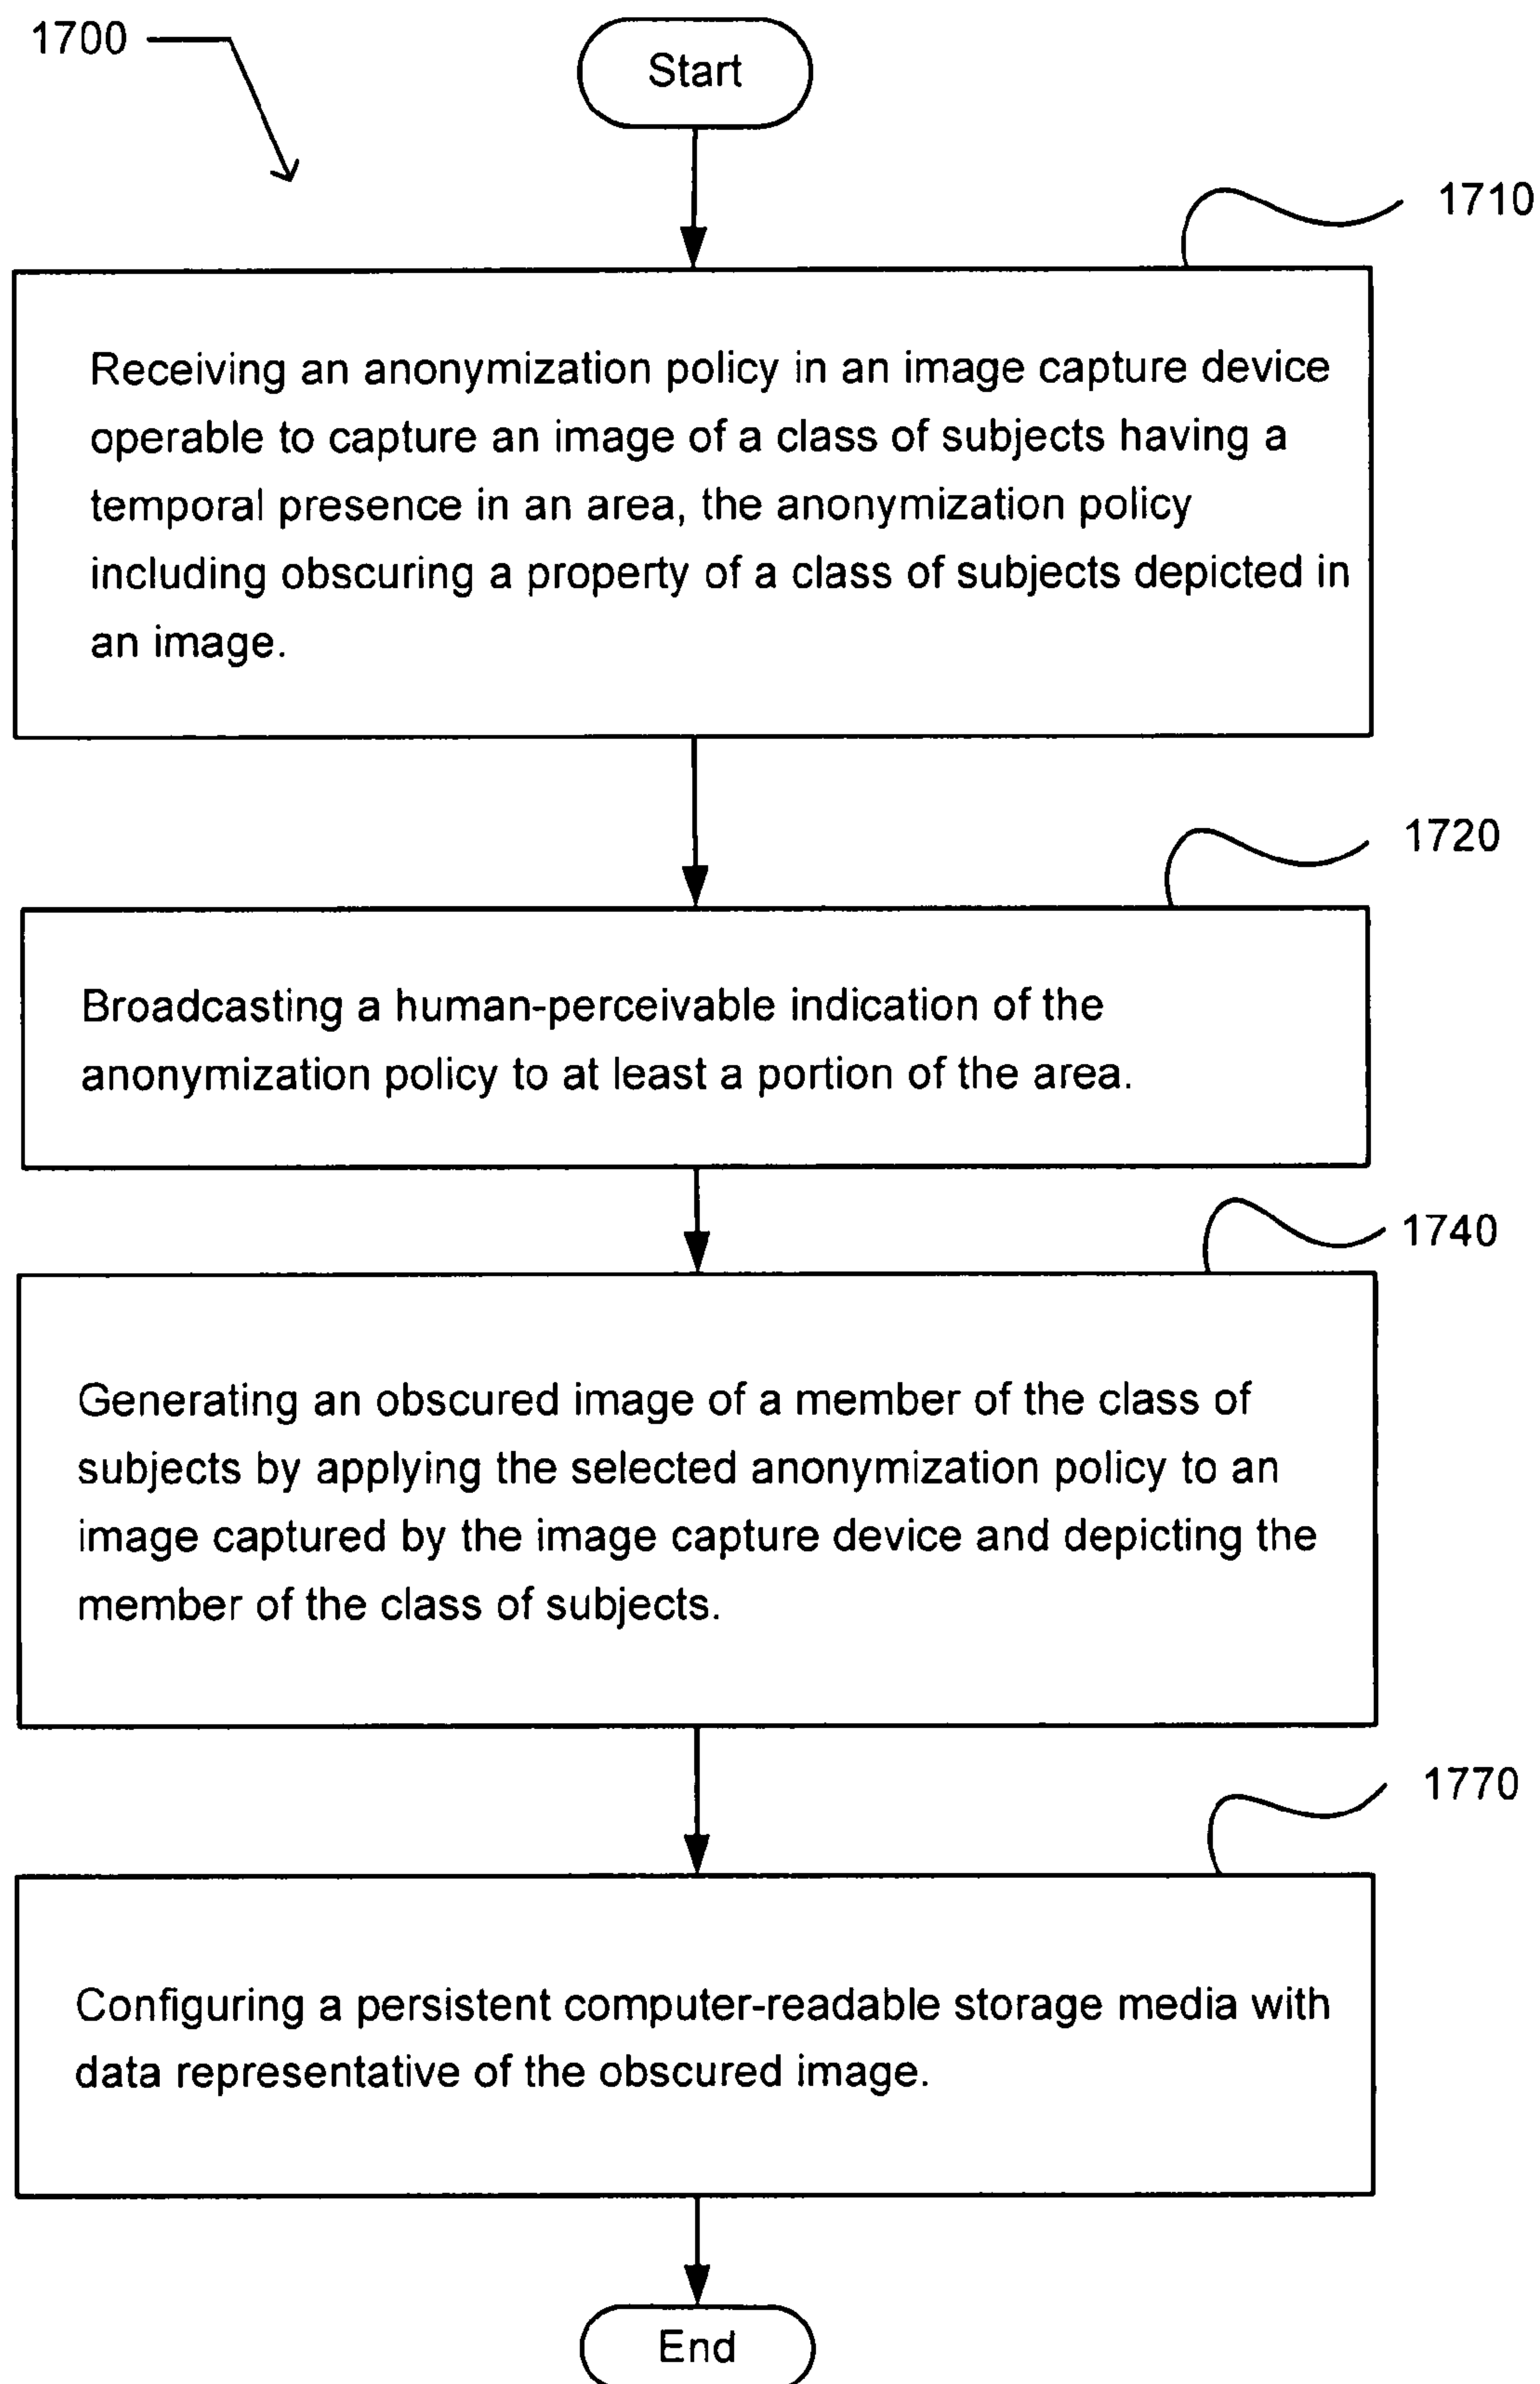 1700
Start
1710
Receiving an anonymization policy in an image capture device
operable to capture an image of a class of subjects having a
temporal presence in an area, the anonymization policy
including obscuring a property of a class of subjects depicted in
an image.
1720
Broadcasting a human-perceivable indication of the
anonymization policy to at least a portion of the area.
1740
Generating an obscured image of a member of the class of
subjects by applying the selected anonymization policy to an
image captured by the image capture device and depicting the
member of the class of subjects.
1770
Configuring a persistent computer-readable storage media with
data representative of the obscured image.
End